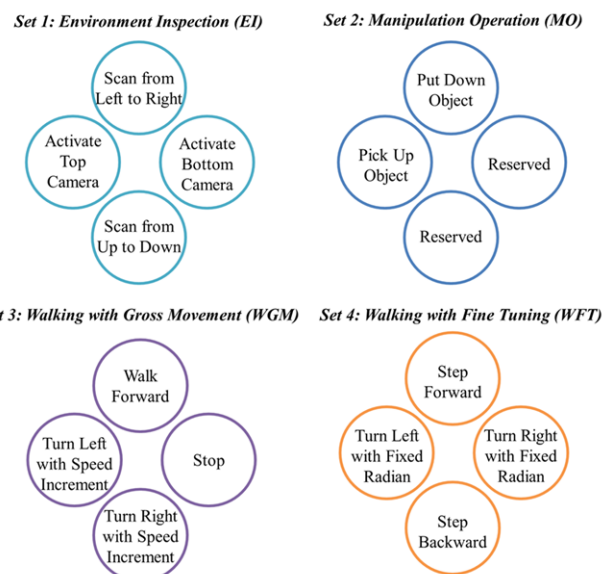 Set 1: Environment Inspection (EI)
Scan from
Left to Right
Activate
Top
Camera
Activate
Bottom
Camera
Scan from
Up to Down
Set 2: Manipulation Operation (MO)
Put Down
Object
Pick Up
Object
Reserved
Reserved
t 3: Walking with Gross Movement (WGM)
Walk
Forward
Turn Left
with Speed
Increment
Stop
Turn Right
with Speed
Increment
Set 4: Walking with Fine Tuning (WFT)
Step
Forward
Turn Left
with Fixed
Radian
Turn Right
with Fixed
Radian
Step
Backward